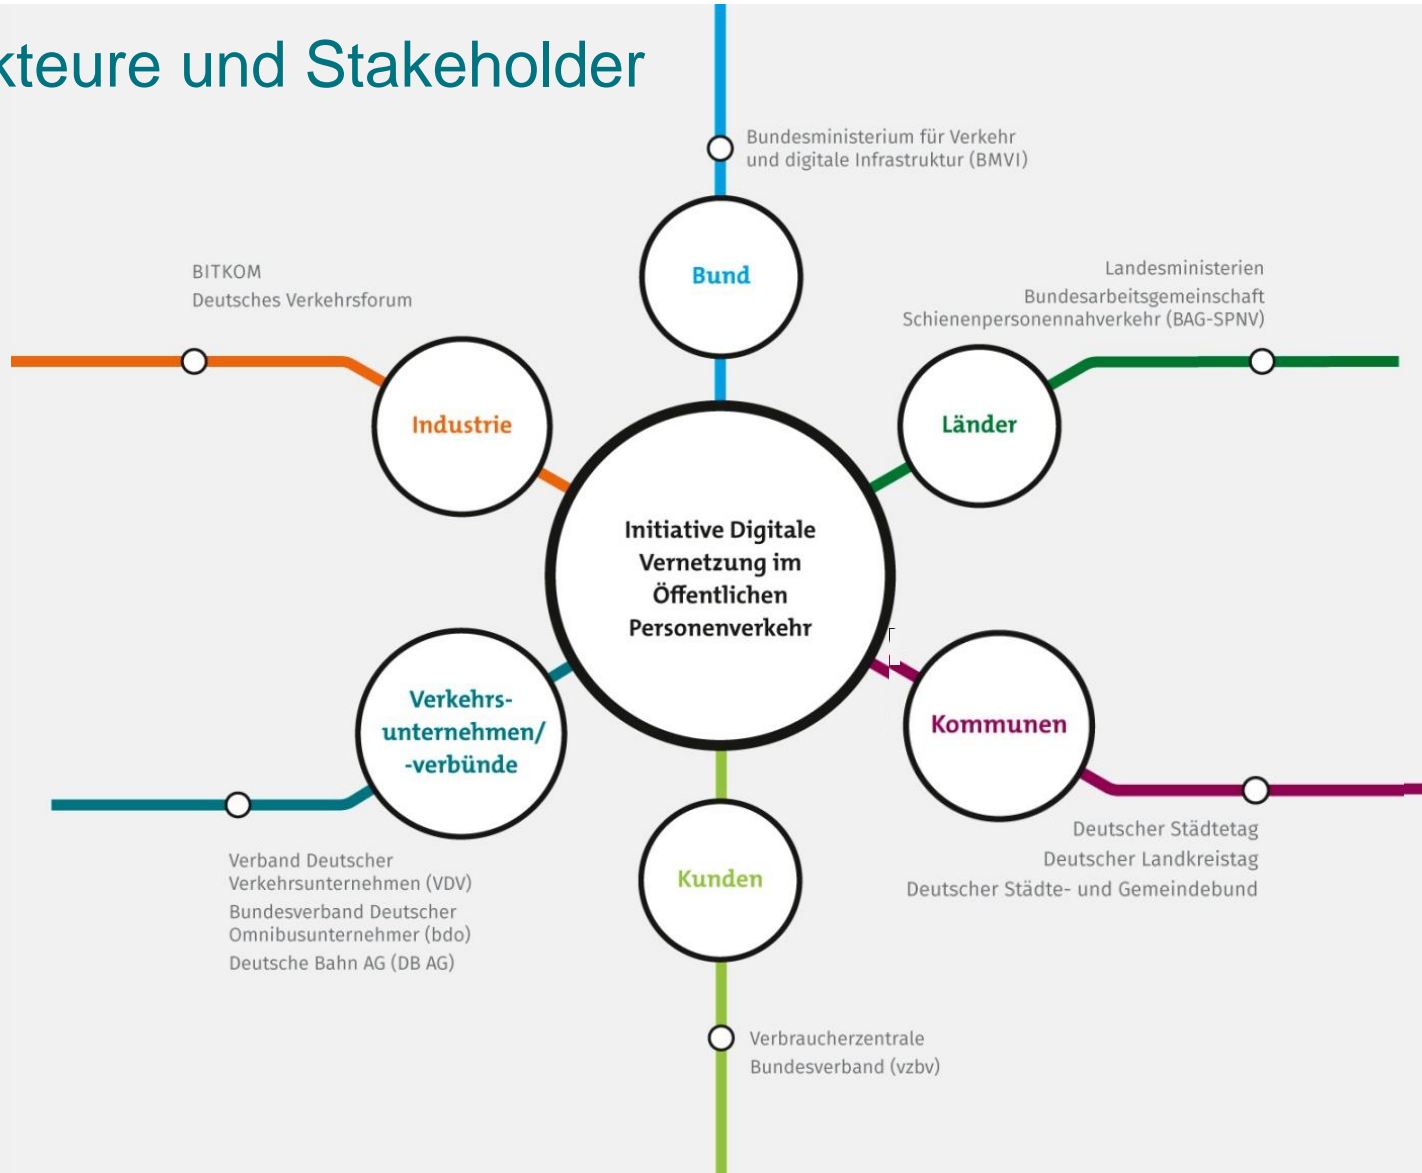 kteure und Stakeholder
Bundesministerium für Verkehr
und digitale Infrastruktur (BMVI)
Bund
BITKOM
Deutsches Verkehrsforum
Landesministerien
Bundesarbeitsgemeinschaft
Schienenpersonennahverkehr (BAG-SPNV)
Industrie
Länder
Initiative Digitale
Vernetzung im
Öffentlichen
Personenverkehr
Verkehrs-
unternehmen/
-verbünde
Kommunen
Verband Deutscher
Verkehrsunternehmen (VDV)
Bundesverband Deutscher
Omnibusunternehmer (bdo)
Deutsche Bahn AG (DB AG)
Kunden
Deutscher Städtetag
Deutscher Landkreistag
Deutscher Städte- und Gemeindebund
Verbraucherzentrale
Bundesverband (vzbv)